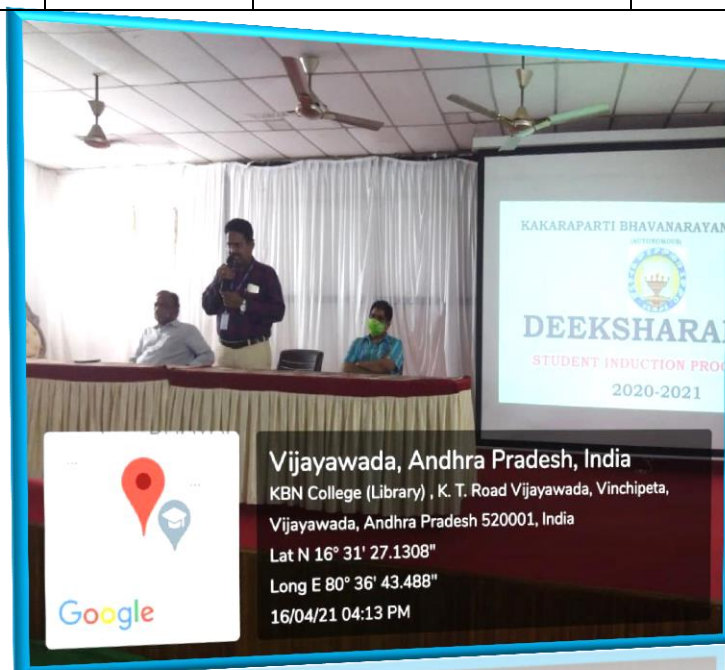 KAKARAPARTI BHAVANARAYAN
(AUTONOMOUS)
DEEKSHARA
STUDENT INDUCTION PROG
2020-2021
Vijayawada, Andhra Pradesh, India
KBN College (Library) , K. T. Road Vijayawada, Vinchipeta,
Vijayawada, Andhra Pradesh 520001, India
Lat N 16° 31' 27.1308"
Long E 80° 36' 43.488"
16/04/21 04:13 PM
Google